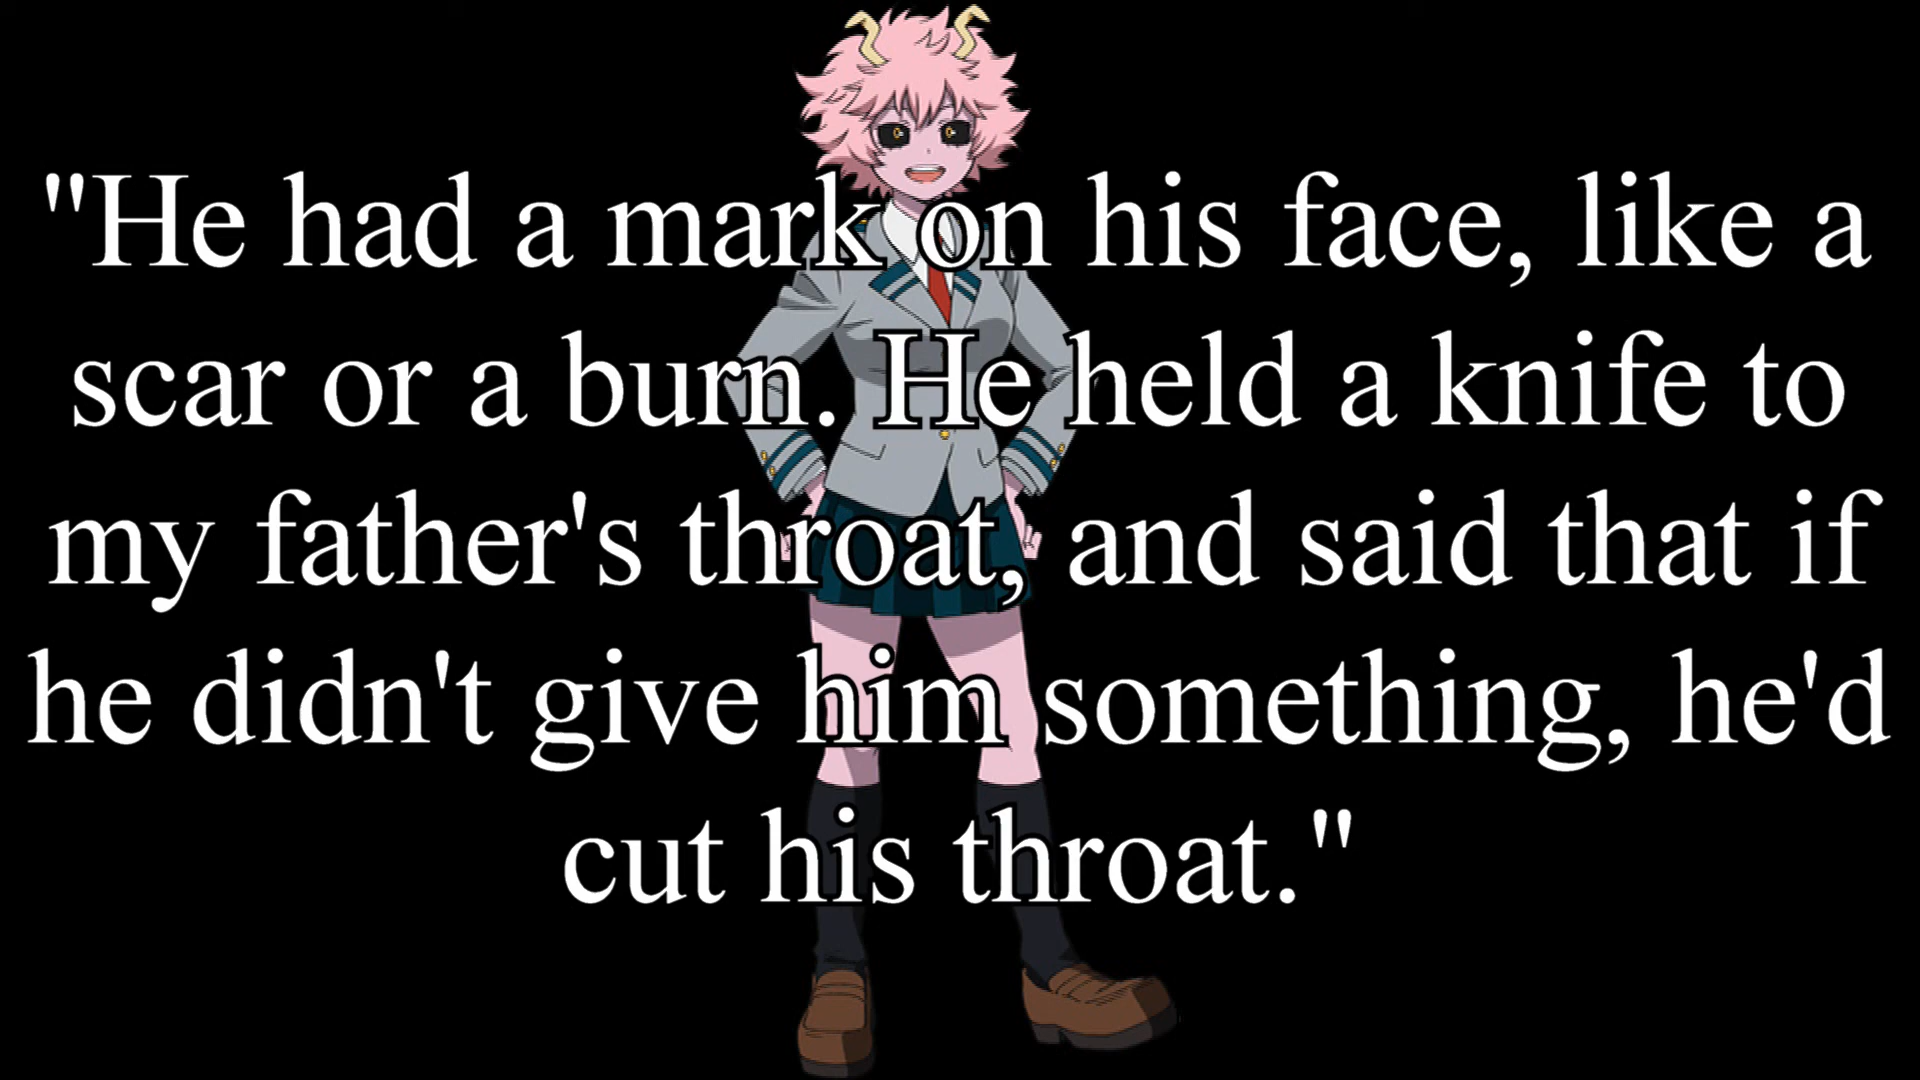 "He had a mark on his face, like a
scar or a burn. He held a knife to
my father's throat, and said that if
he didn't give him something, he'd
cut his throat."